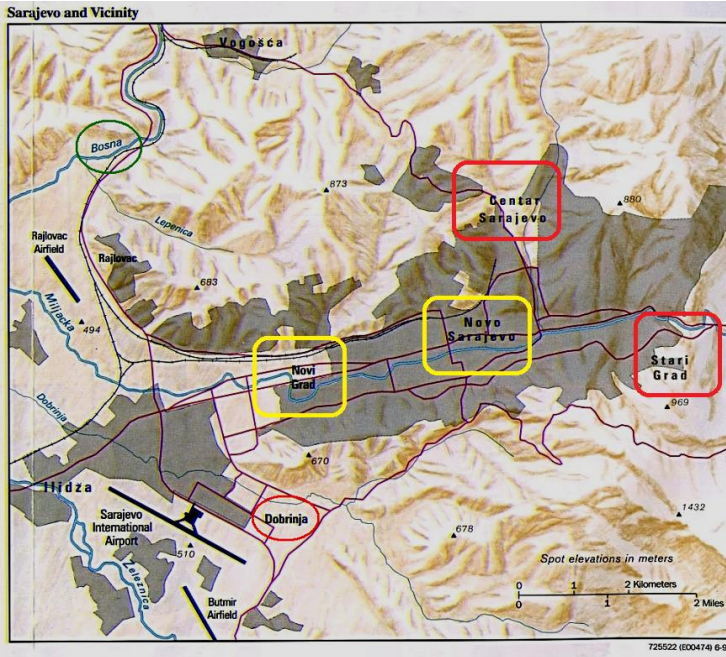 Sarajevo and Vicinity
Vogošća
Bosna
873
Centar
Sarajevo
880
Lepenica
Rajlovac
Airfield
Rajlovac
683
Miljacka
494
Novo
Sarajevo
Novi
Grad
Stari
Grad
969
Dobrinja
670
Ilidža
Sarajevo
International
Airport
Dobrinja
1432
678
510
Železnica
Butmir
Airfield
Spot elevations in meters
0 1 2 Kilometers
0 1 2 Miles
725522 (E00474) 6-